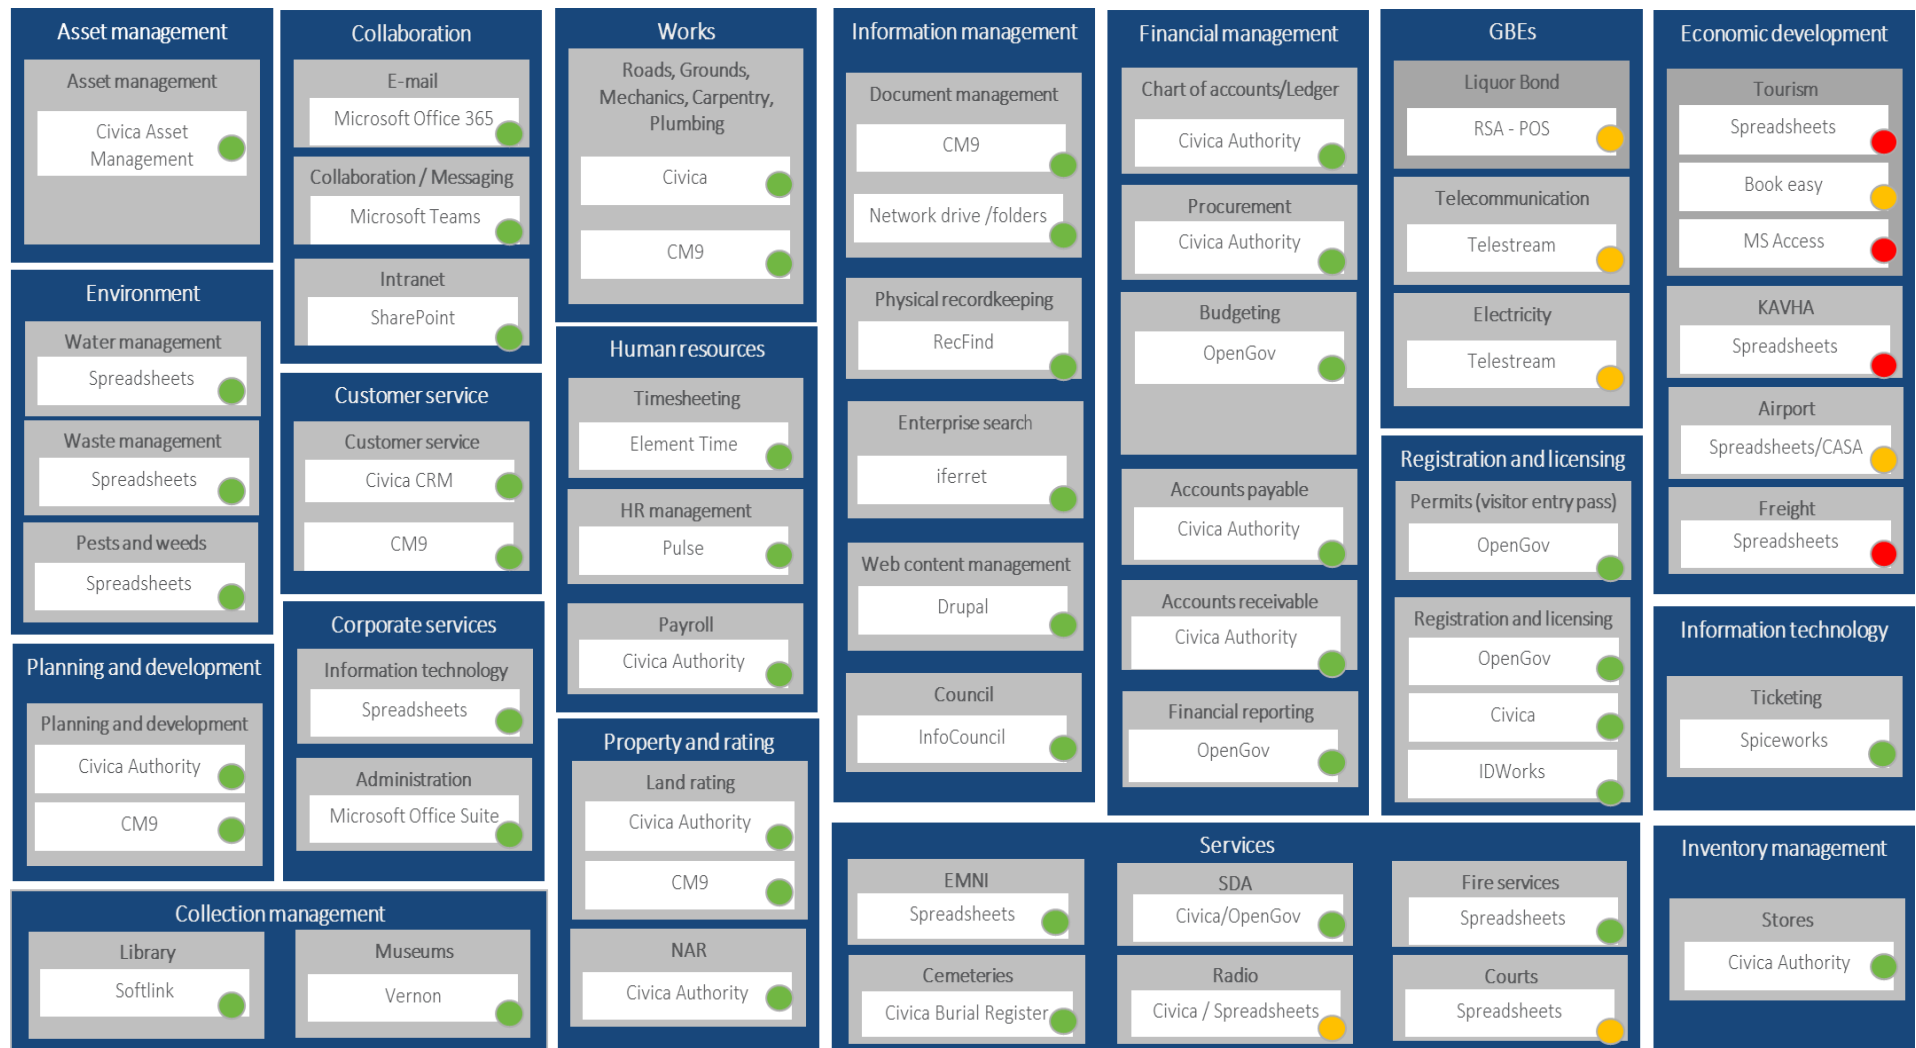 Asset management
Asset management
Civica Asset
Management
Environment
Water management
Spreadsheets
Waste management
Spreadsheets
Pests and weeds
Spreadsheets
Planning and development
Planning and development
Civica Authority
CM9
Collaboration
E-mail
Microsoft Office 365
Collaboration / Messaging
Microsoft Teams
Intranet
SharePoint
Customer service
Customer service
Civica CRM
CM9
Corporate services
Information technology
Spreadsheets
Administration
Microsoft Office Suite
Collection management
Library
Softlink
Museums
Vernon
Works
Roads, Grounds,
Mechanics, Carpentry,
Plumbing
Civica
CM9
Human resources
Timesheeting
Element Time
HR management
Pulse
Payroll
Civica Authority
Property and rating
Land rating
Civica Authority
CM9
NAR
Civica Authority
Information management
Document management
CM9
Network drive /folders
Physical recordkeeping
RecFind
Enterprise search
iferret
Web content management
Drupal
Council
InfoCouncil
Financial management
Chart of accounts/Ledger
Civica Authority
Procurement
Civica Authority
Budgeting
OpenGov
Accounts payable
Civica Authority
Accounts receivable
Civica Authority
Financial reporting
OpenGov
GBEs
Liquor Bond
RSA - POS
Telecommunication
Telestream
Electricity
Telestream
Registration and licensing
Permits (visitor entry pass)
OpenGov
Registration and licensing
OpenGov
Civica
IDWorks
Services
EMNI
Spreadsheets
SDA
Civica/OpenGov
Fire services
Spreadsheets
Cemeteries
Civica Burial Register
Radio
Civica / Spreadsheets
Courts
Spreadsheets
Economic development
Tourism
Spreadsheets
Book easy
MS Access
KAVHA
Spreadsheets
Airport
Spreadsheets/CASA
Freight
Spreadsheets
Information technology
Ticketing
Spiceworks
Inventory management
Stores
Civica Authority